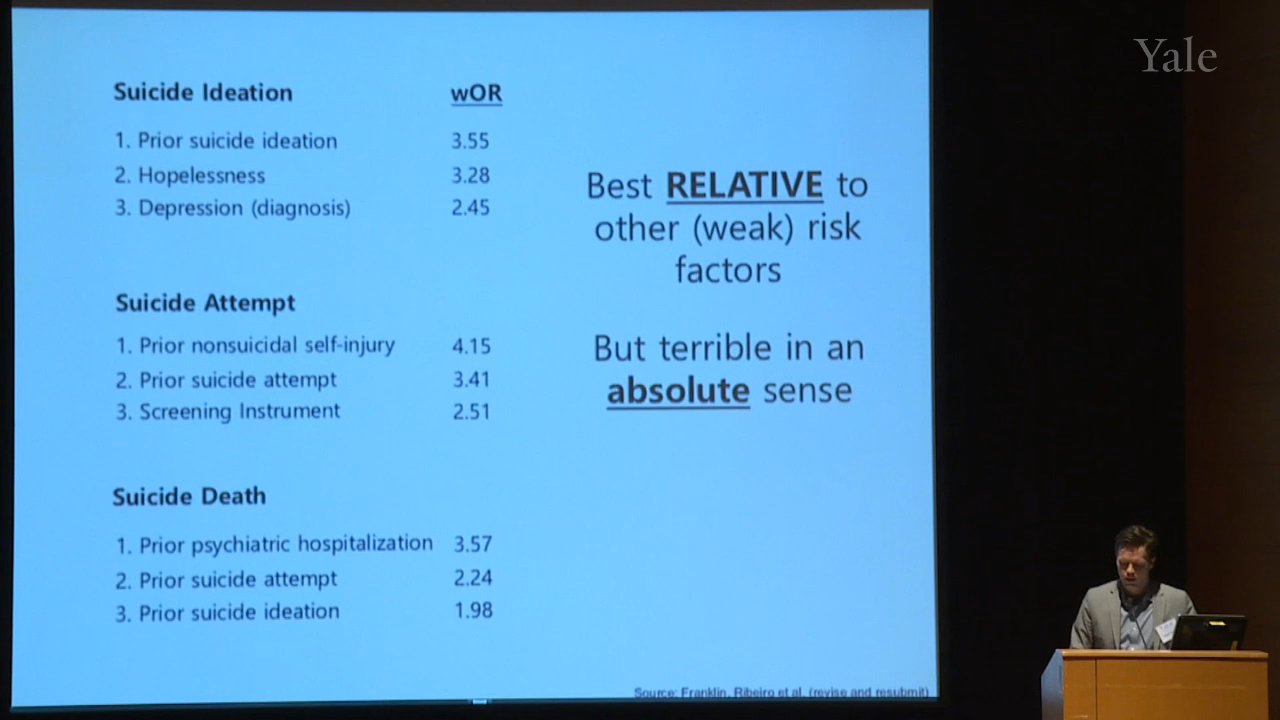 Yale
Suicide Ideation wOR
1. Prior suicide ideation 3.55
2. Hopelessness 3.28
3. Depression (diagnosis) 2.45
Suicide Attempt
1. Prior nonsuicidal self-injury 4.15
2. Prior suicide attempt 3.41
3. Screening Instrument 2.51
Suicide Death
1. Prior psychiatric hospitalization 3.57
2. Prior suicide attempt 2.24
3. Prior suicide ideation 1.98
Best RELATIVE to
other (weak) risk
factors
But terrible in an
absolute sense
Source: Franklin, Ribeiro et al. (revise and resubmit)